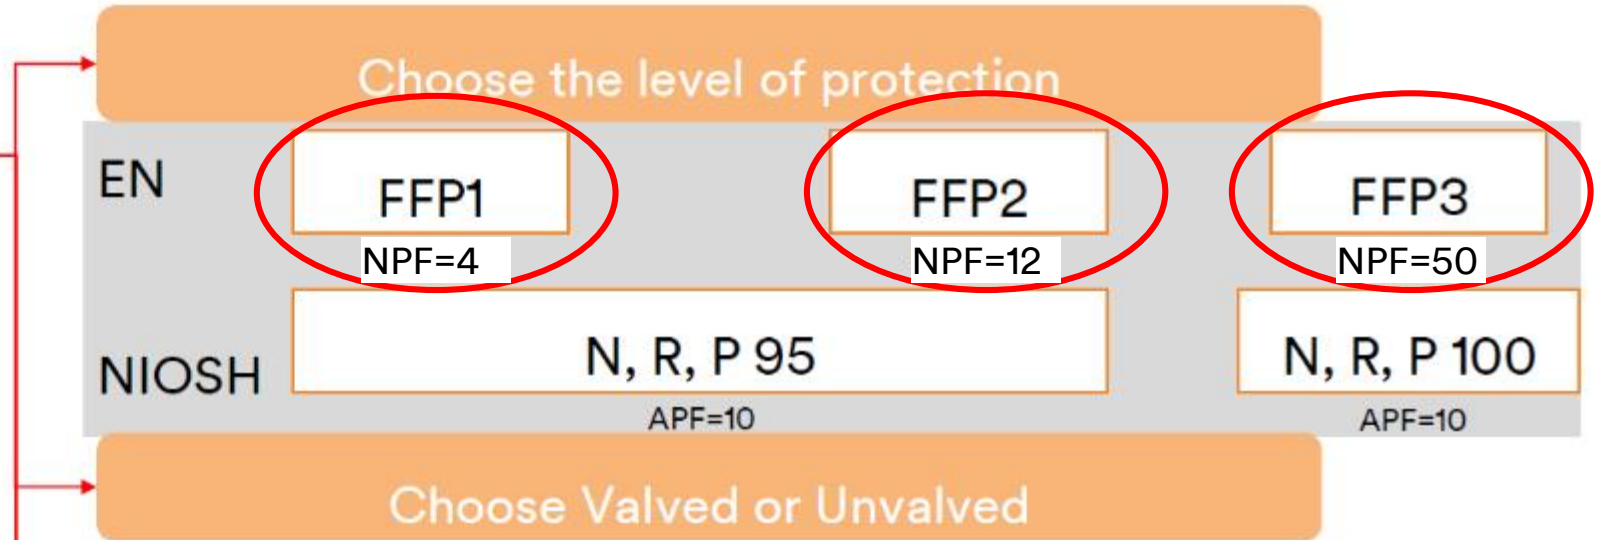 Choose the level of protection
EN
FFP1
FFP2
FFP3
NPF=4
NPF=12
NPF=50
NIOSH
N, R, P 95
N, R, P 100
APF=10
APF=10
Choose Valved or Unvalved